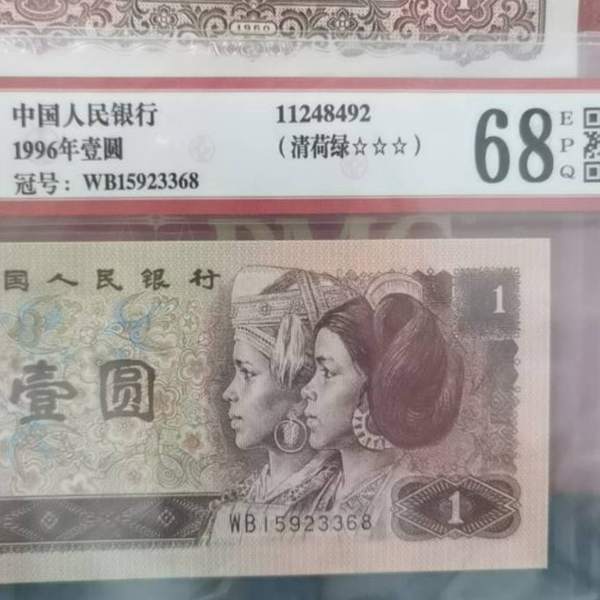 1980
中国人民银行
11248492
1996年壹圆
(清荷绿☆☆☆)
冠号: WB15923368
68
E
P
Q
国人民银行
1
壹圆
WB15923368
1